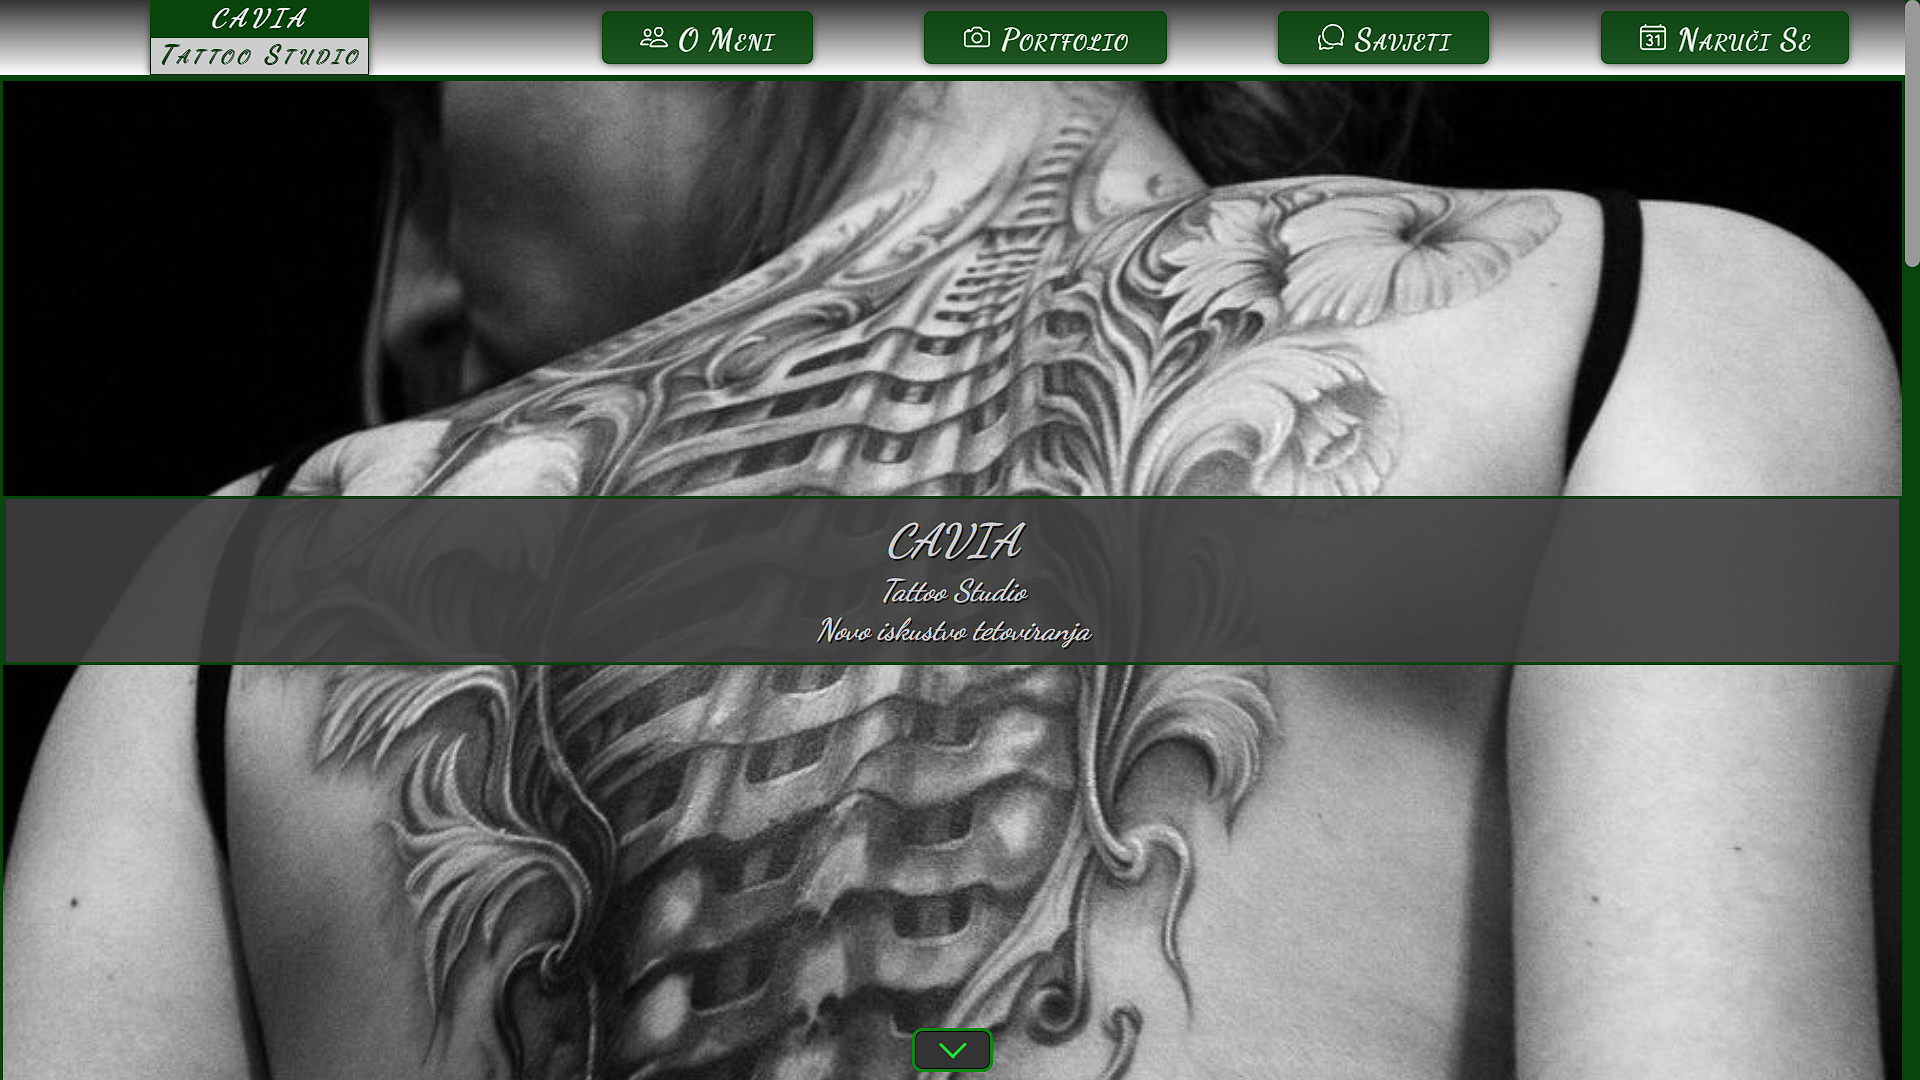 CAVIA
Tattoo Studio
O Meni
Portfolio
Savjeti
31
Naruči Se
CAVIA
Tattoo Studio
Novo iskustvo tetoviranja